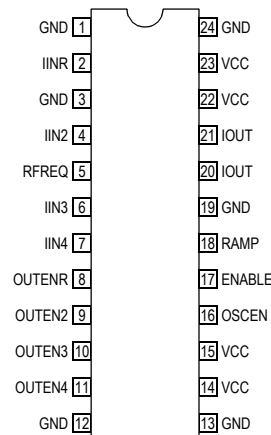 GND 1
IINR 2
GND 3
IIN2 4
RFREQ 5
IIN3 6
IIN4 7
OUTENR 8
OUTEN2 9
OUTEN3 10
OUTEN4 11
GND 12
24 GND
23 VCC
22 VCC
21 IOUT
20 IOUT
19 GND
18 RAMP
17 ENABLE
16 OSCEN
15 VCC
14 VCC
13 GND